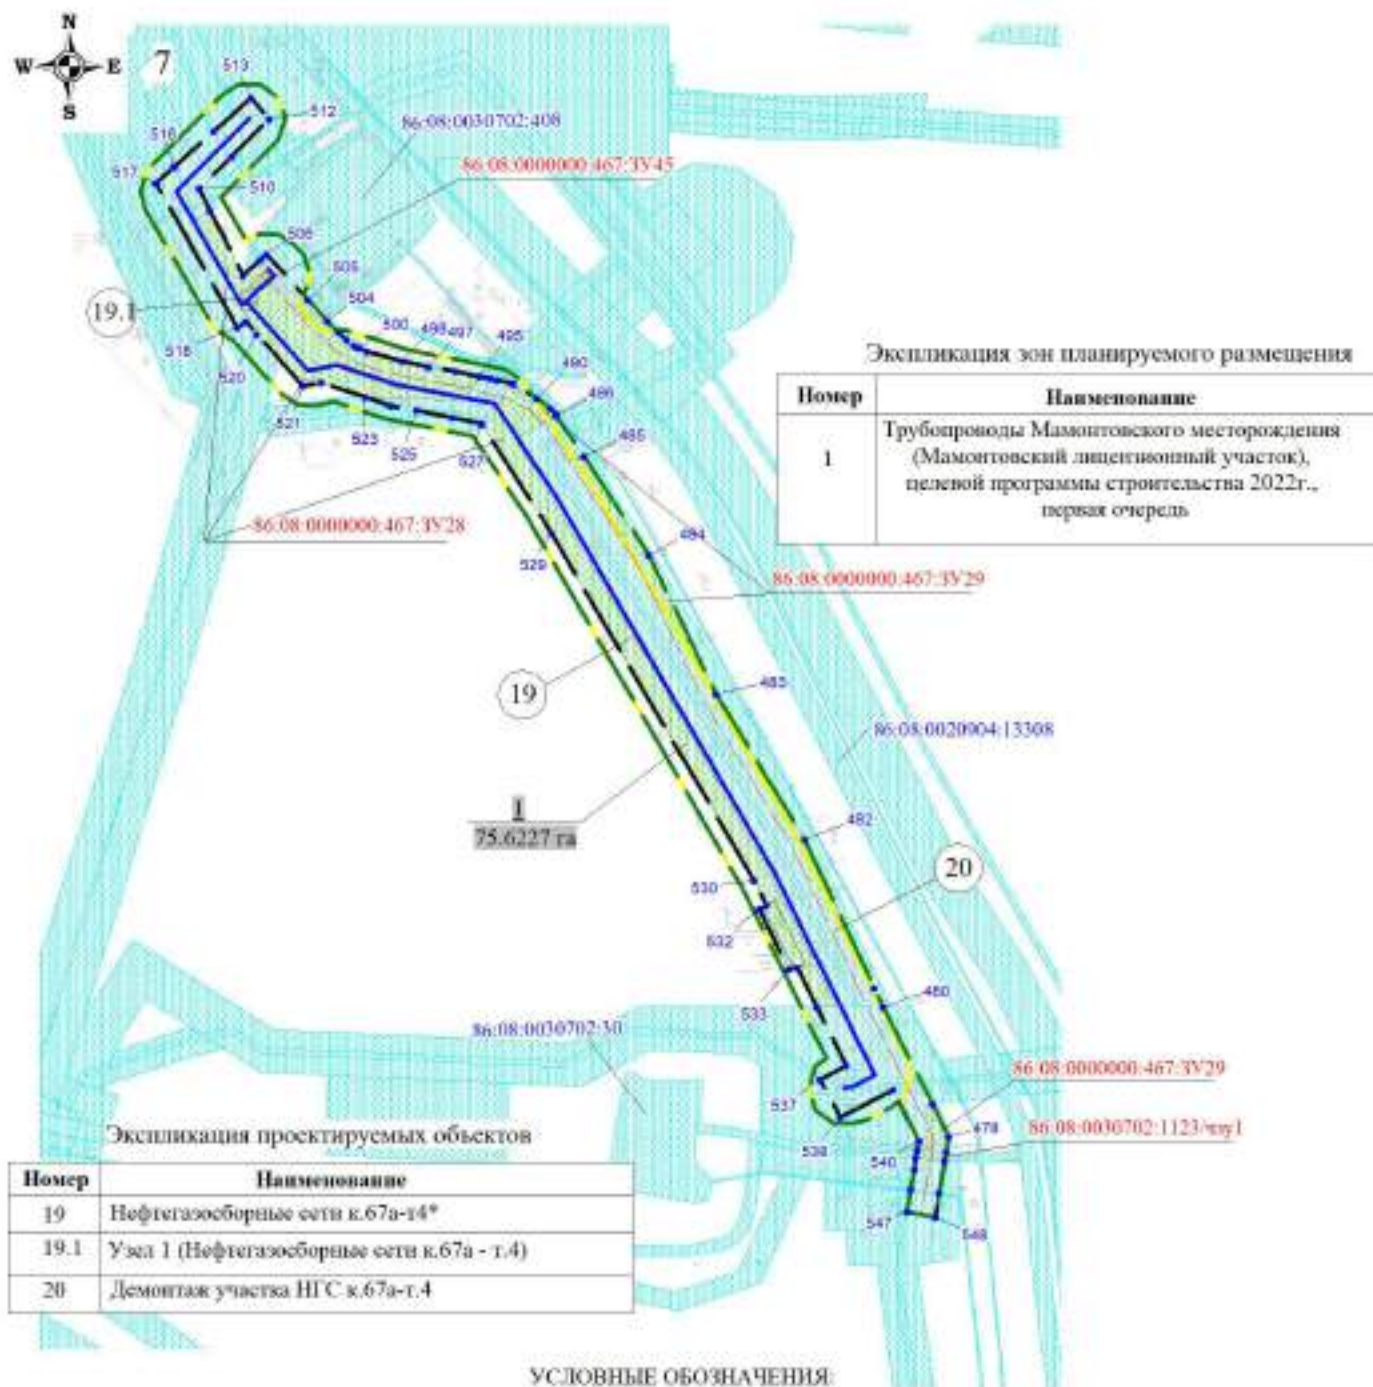 N
W E
S
7
513
512
516
517
510
86:08:0030702:408
86:08:0000000:467:ЗУ45
506
505
504
19.1
500
498
497
495
490
486
485
518
520
521
523
525
527
86:08:0000000:467:ЗУ28
529
484
86:08:0000000:467:ЗУ29
Экспликация зон планируемого размещения
Номер Наименование
1 Трубопроводы Мамонтовского месторождения
(Мамонтовский лицензионный участок),
целевой программы строительства 2022г.,
первая очередь
483
19
86:08:0020904:13308
1
75.6227 га
482
20
530
532
533
480
86:08:0030702:30
86:08:0000000:467:ЗУ29
537
478
86:08:0030702:1123/чзу1
538
540
547
548
Экспликация проектируемых объектов
Номер Наименование
19 Нефтегазосборные сети к.67а-т4*
19.1 Узел 1 (Нефтегазосборные сети к.67а - т.4)
20 Демонтаж участка НГС к.67а-т.4
УСЛОВНЫЕ ОБОЗНАЧЕНИЯ: